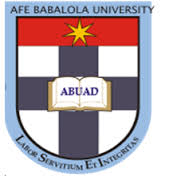 AFE BABALOLA UNIVERSITY
ABUAD
LABOR SERVITIUM ET INTEGRITAS